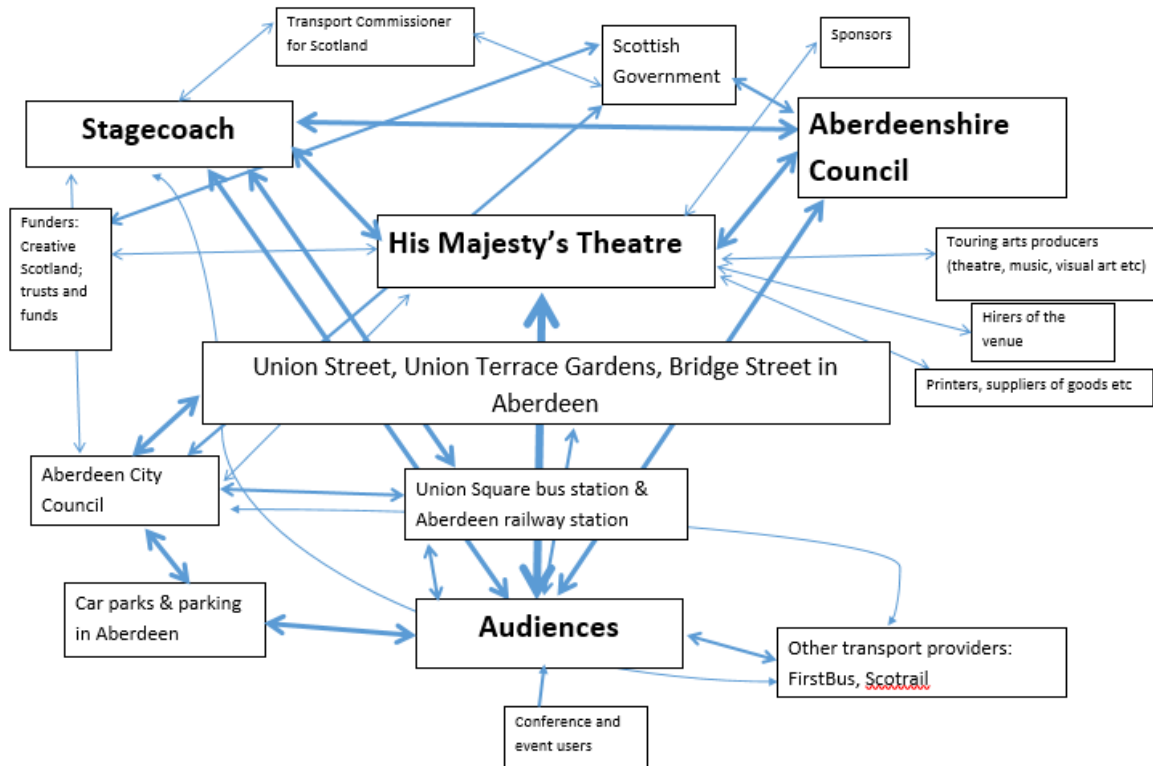 Transport Commissioner
for Scotland
Scottish
Government
Sponsors
Stagecoach
Aberdeenshire
Council
Funders:
Creative
Scotland;
trusts and
funds
His Majesty’s Theatre
Touring arts producers
(theatre, music, visual art etc)
Hirers of the
venue
Printers, suppliers of goods etc
Union Street, Union Terrace Gardens, Bridge Street in
Aberdeen
Aberdeen City
Council
Union Square bus station &
Aberdeen railway station
Car parks & parking
in Aberdeen
Audiences
Other transport providers:
FirstBus, Scotrail
Conference and
event users